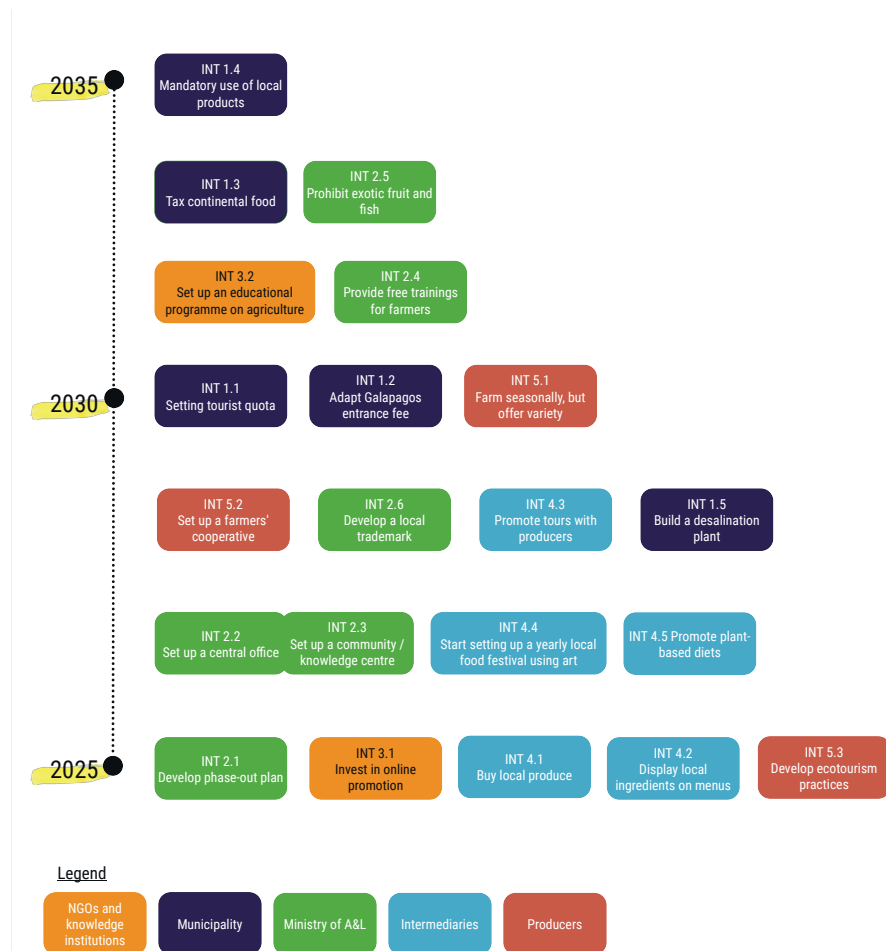 2035
INT 1.4
Mandatory use of local
products
INT 1.3
Tax continental food
INT 2.5
Prohibit exotic fruit and
fish
INT 3.2
Set up an educational
programme on agriculture
INT 2.4
Provide free trainings
for farmers
2030
INT 1.1
Setting tourist quota
INT 1.2
Adapt Galapagos
entrance fee
INT 5.1
Farm seasonally, but
offer variety
INT 5.2
Set up a farmers'
cooperative
INT 2.6
Develop a local
trademark
INT 4.3
Promote tours with
producers
INT 1.5
Build a desalination
plant
INT 2.2
Set up a central office
INT 2.3
Set up a community /
knowledge centre
INT 4.4
Start setting up a yearly local
food festival using art
INT 4.5 Promote plant-
based diets
2025
INT 2.1
Develop phase-out plan
INT 3.1
Invest in online
promotion
INT 4.1
Buy local produce
INT 4.2
Display local
ingredients on menus
INT 5.3
Develop ecotourism
practices
Legend
NGOs and
knowledge
institutions
Municipality
Ministry of A&L
Intermediaries
Producers